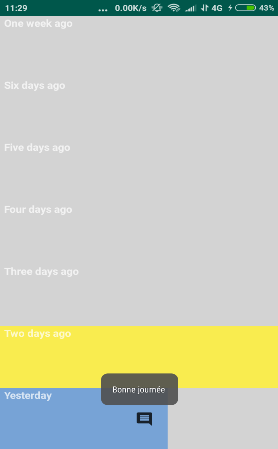 11:29 ... 0.00K/s 4G 43%
One week ago
Six days ago
Five days ago
Four days ago
Three days ago
Two days ago
Bonne journée
Yesterday